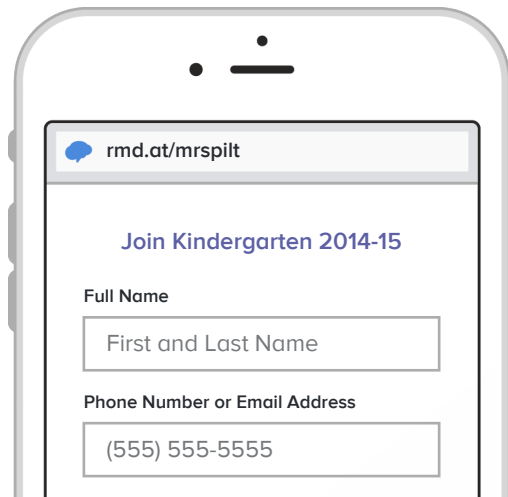 rmd.at/mrspilt
Join Kindergarten 2014-15
Full Name
First and Last Name
Phone Number or Email Address
(555) 555-5555